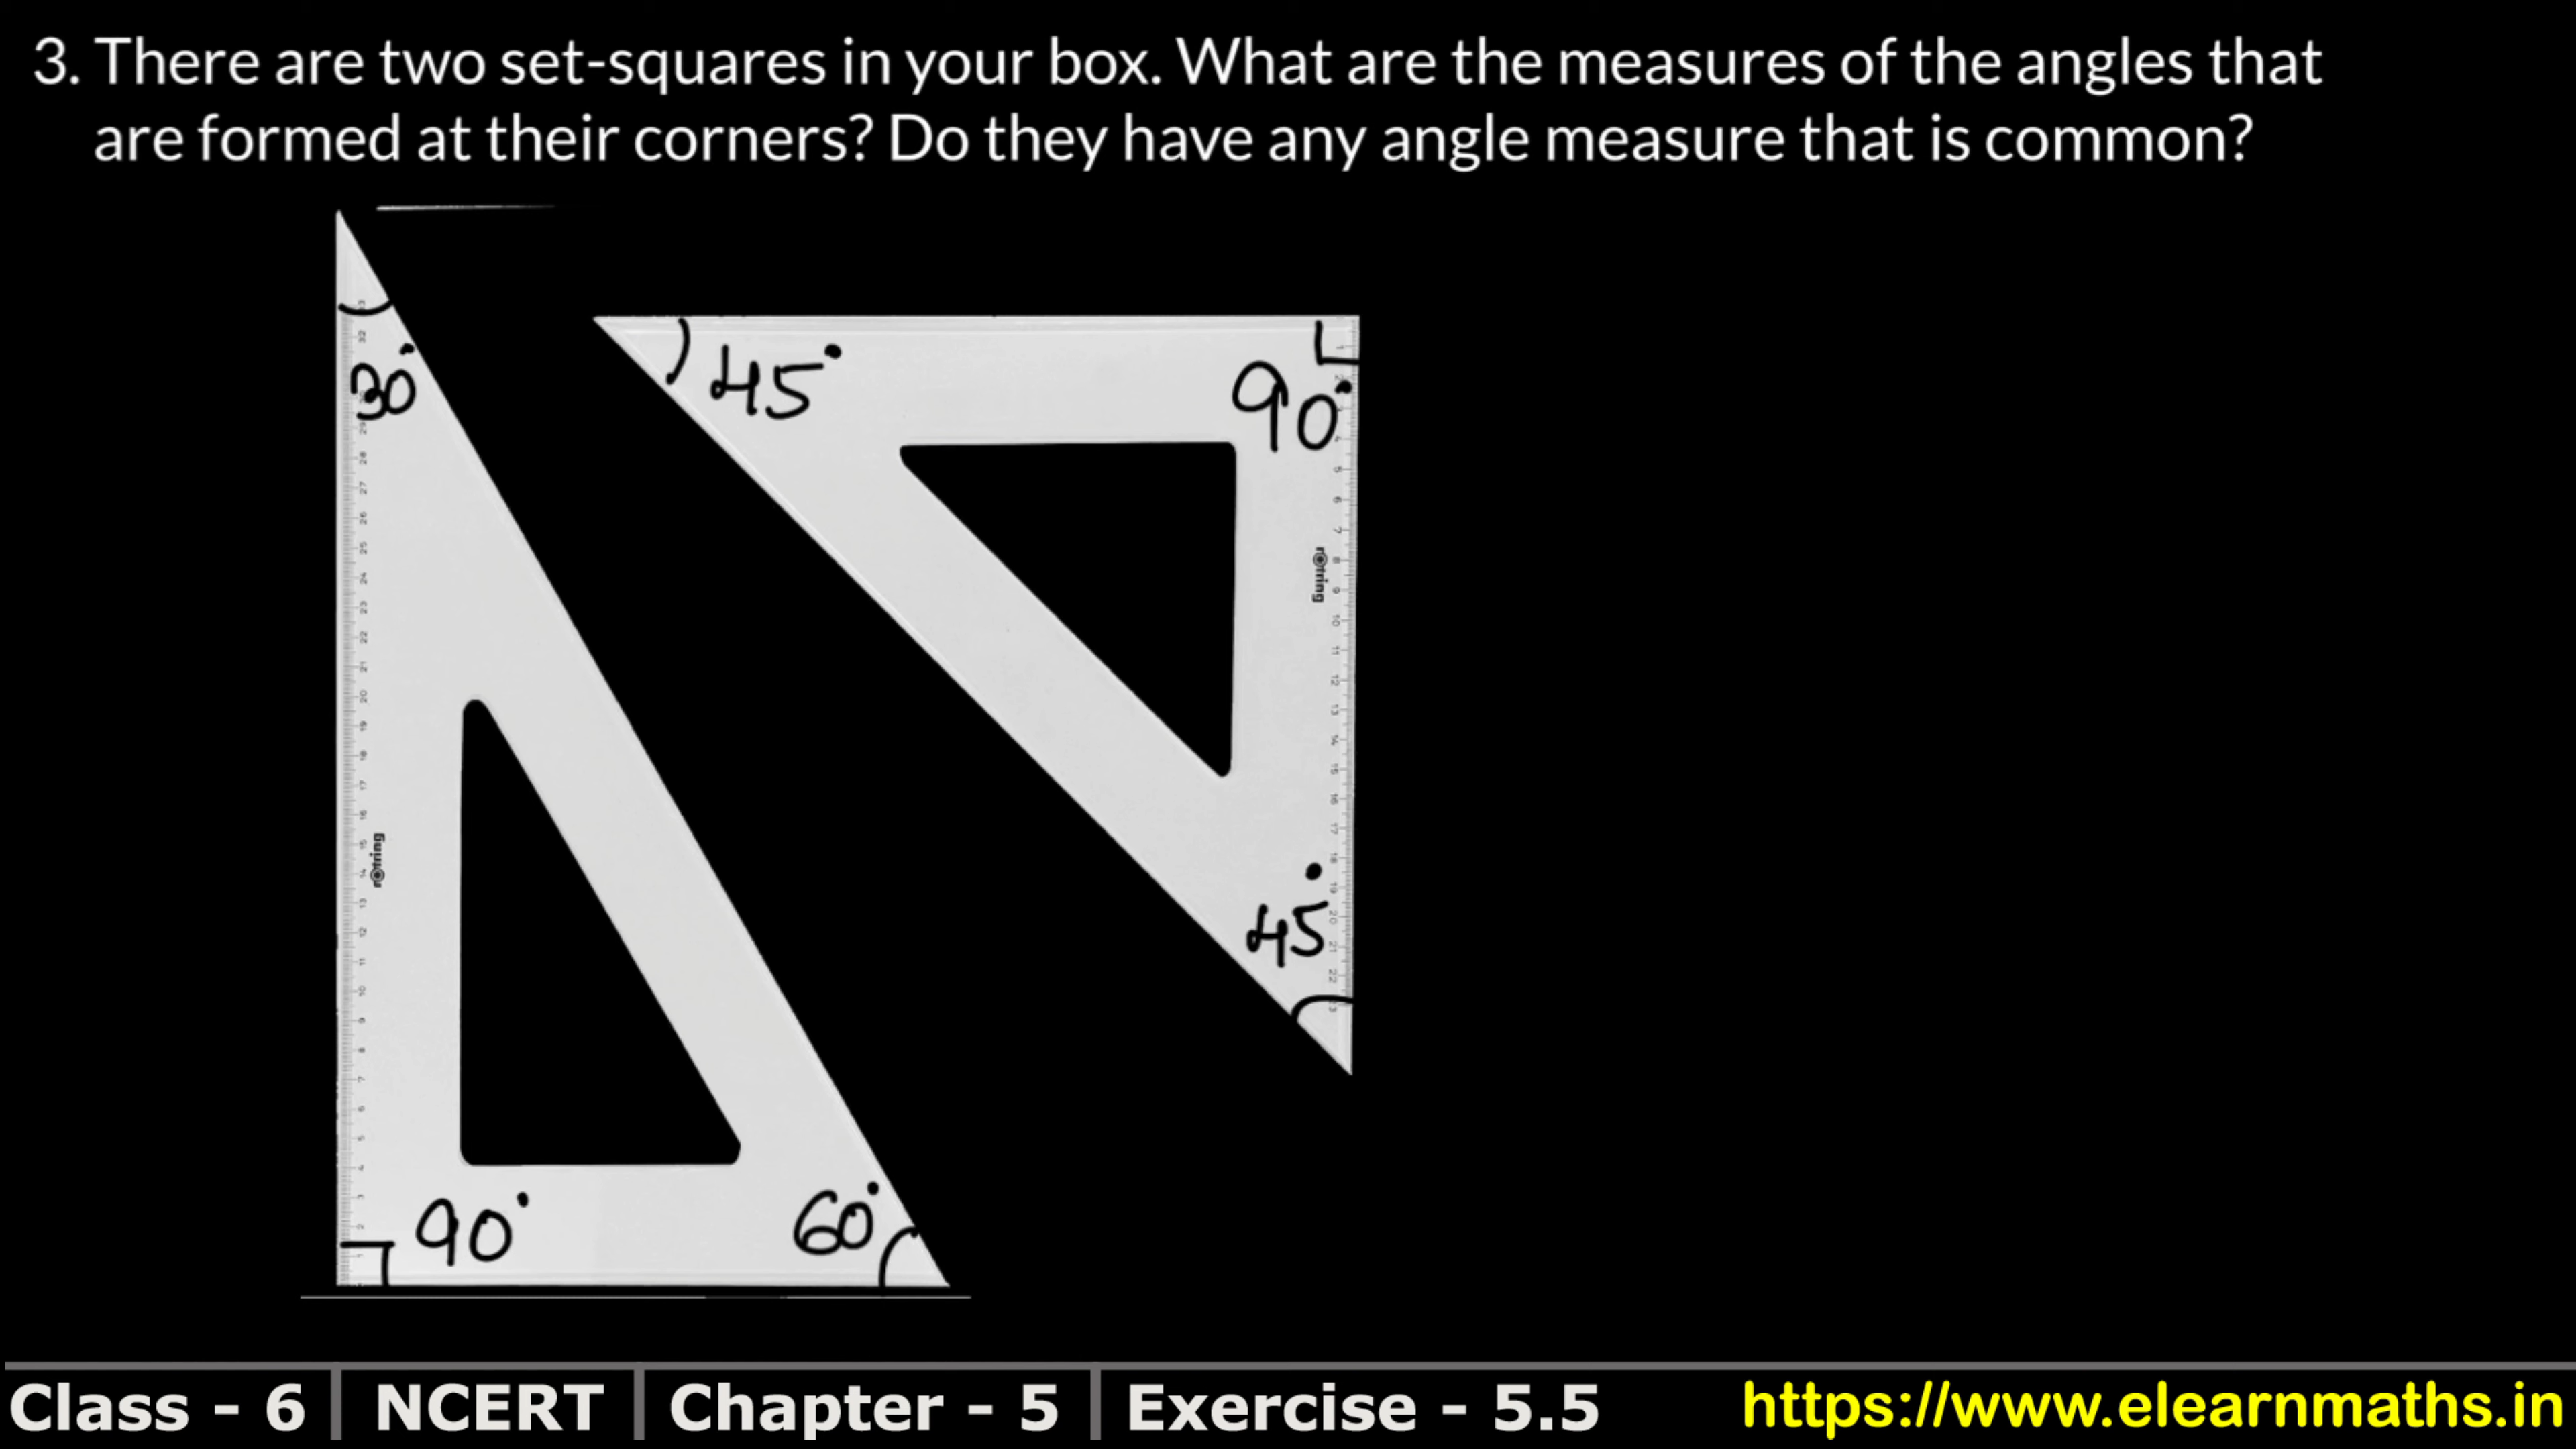 3. There are two set-squares in your box. What are the measures of the angles that
are formed at their corners? Do they have any angle measure that is common?
30°
45°
90°
rotring
rotring
45°
90°
60°
Class - 6 | NCERT | Chapter - 5 | Exercise - 5.5 https://www.elearnmaths.in